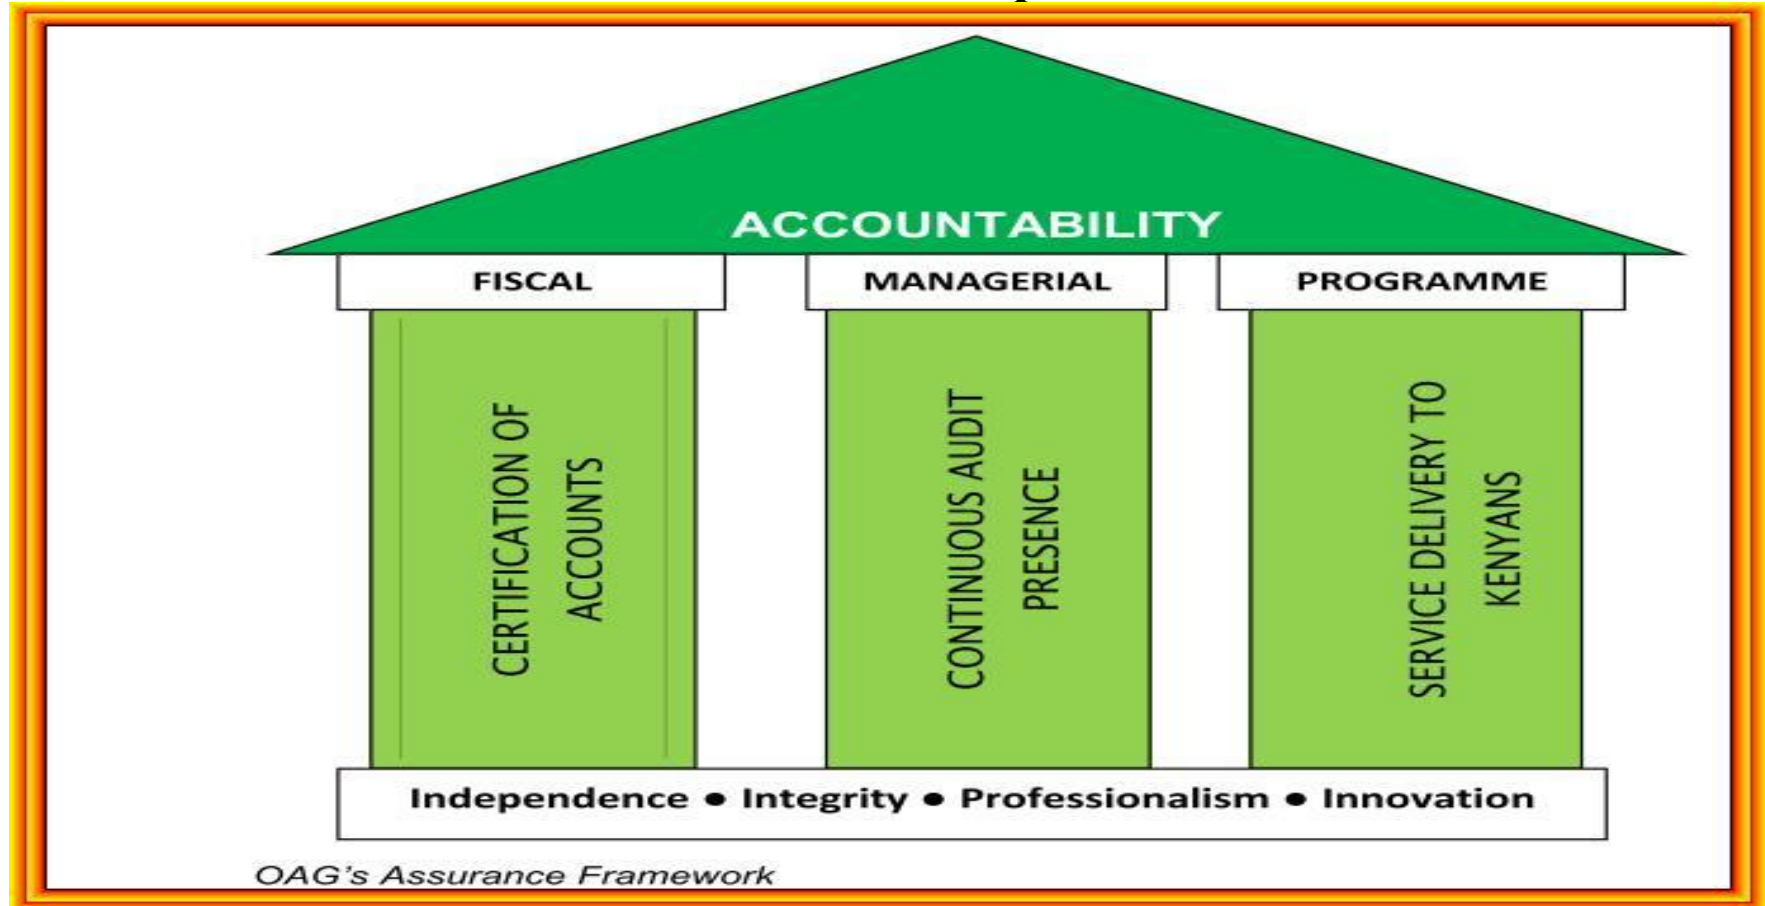 ACCOUNTABILITY
FISCAL
MANAGERIAL
PROGRAMME
CERTIFICATION OF
ACCOUNTS
CONTINUOUS AUDIT
PRESENCE
SERVICE DELIVERY TO
KENYANS
Independence ● Integrity ● Professionalism ● Innovation
OAG's Assurance Framework